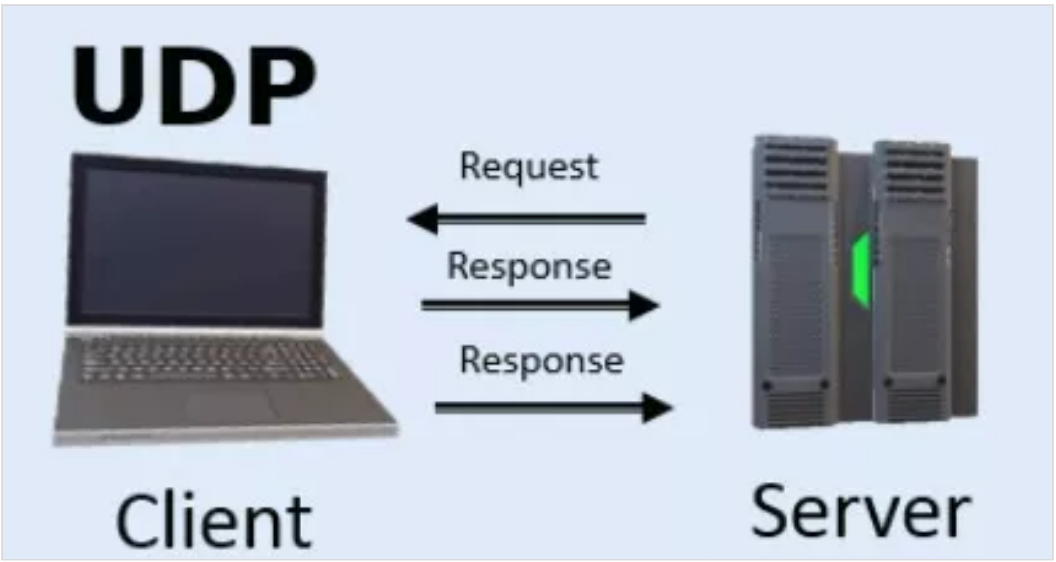 UDP
Request
Response
Response
Client
Server